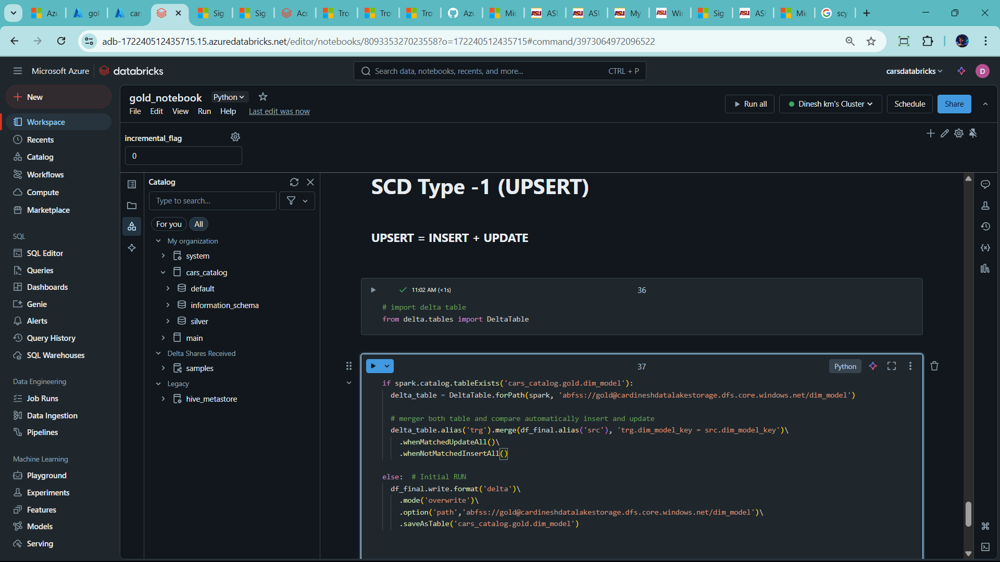 Azu
gol
car
Sig
Sig
Acc
Tro
Tro
Tro
Azu
Mic
ASU
ASU
My
Win
Sig
ASU
Mic
scy
adb-172240512435715.15.azuredatabricks.net/editor/notebooks/809335327023558?o=172240512435715#command/3973064972096522
Microsoft Azure
databricks
Search data, notebooks, recents, and more...
CTRL + P
carsdatabricks
D
New
Workspace
Recents
Catalog
Workflows
Compute
Marketplace
SQL
SQL Editor
Queries
Dashboards
Genie
Alerts
Query History
SQL Warehouses
Data Engineering
Job Runs
Data Ingestion
Pipelines
Machine Learning
Playground
Experiments
Features
Models
Serving
gold_notebook
Python
File Edit View Run Help Last edit was now
Run all
Dinesh km's Cluster
Schedule
Share
incremental_flag
0
Catalog
Type to search...
For you
All
My organization
system
cars_catalog
default
information_schema
silver
main
Delta Shares Received
samples
Legacy
hive_metastore
SCD Type -1 (UPSERT)
UPSERT = INSERT + UPDATE
11:02 AM (<1s)
36
# import delta table
from delta.tables import DeltaTable
37
Python
if spark.catalog.tableExists('cars_catalog.gold.dim_model'):
delta_table = DeltaTable.forPath(spark, 'abfss://gold@cardineshdatalakestorage.dfs.core.windows.net/dim_model')
# merger both table and compare automatically insert and update
delta_table.alias('trg').merge(df_final.alias('src'), 'trg.dim_model_key = src.dim_model_key')\
.whenMatchedUpdateAll()\
.whenNotMatchedInsertAll()
else:  # Initial RUN
df_final.write.format('delta')\
.mode('overwrite')\
.option('path','abfss://gold@cardineshdatalakestorage.dfs.core.windows.net/dim_model')\
.saveAsTable('cars_catalog.gold.dim_model')